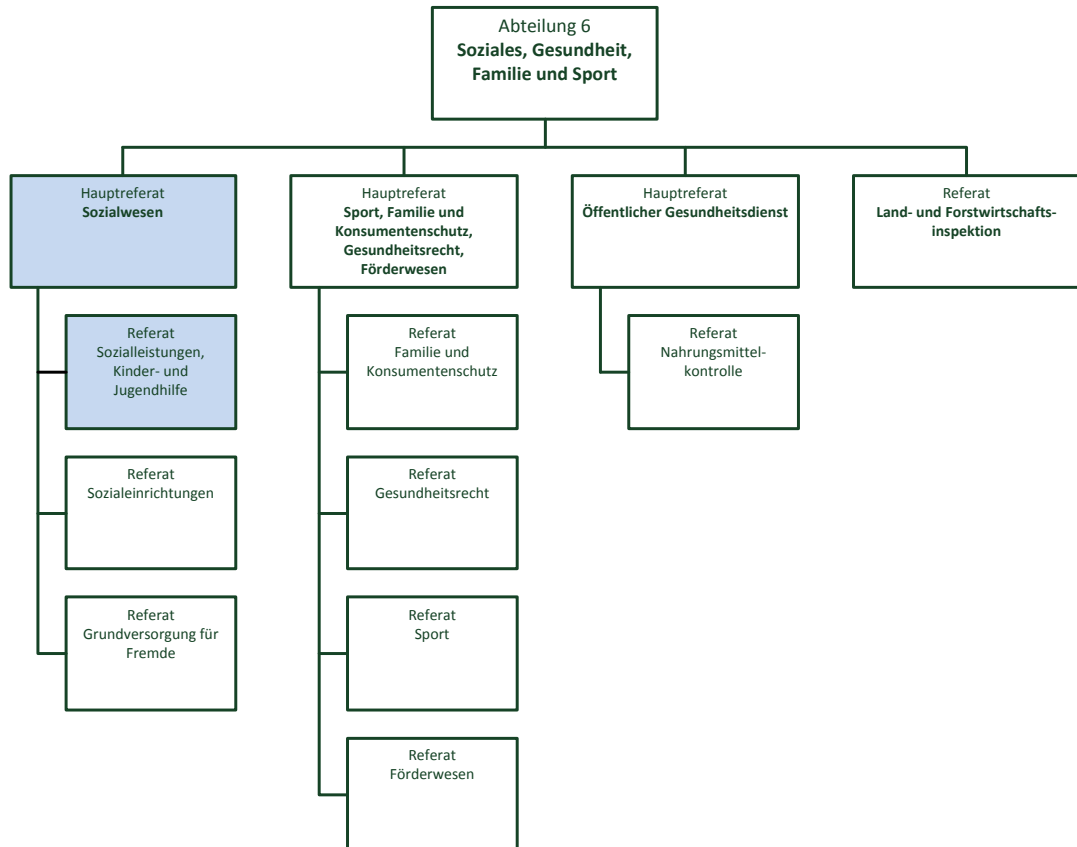 Abteilung 6
Soziales, Gesundheit,
Familie und Sport
Hauptreferat
Sozialwesen
Hauptreferat
Sport, Familie und
Konsumentenschutz,
Gesundheitsrecht,
Förderwesen
Hauptreferat
Öffentlicher Gesundheitsdienst
Referat
Land- und Forstwirtschafts-
inspektion
Referat
Sozialleistungen,
Kinder- und
Jugendhilfe
Referat
Familie und
Konsumentenschutz
Referat
Nahrungsmittel-
kontrolle
Referat
Sozialeinrichtungen
Referat
Gesundheitsrecht
Referat
Grundversorgung für
Fremde
Referat
Sport
Referat
Förderwesen